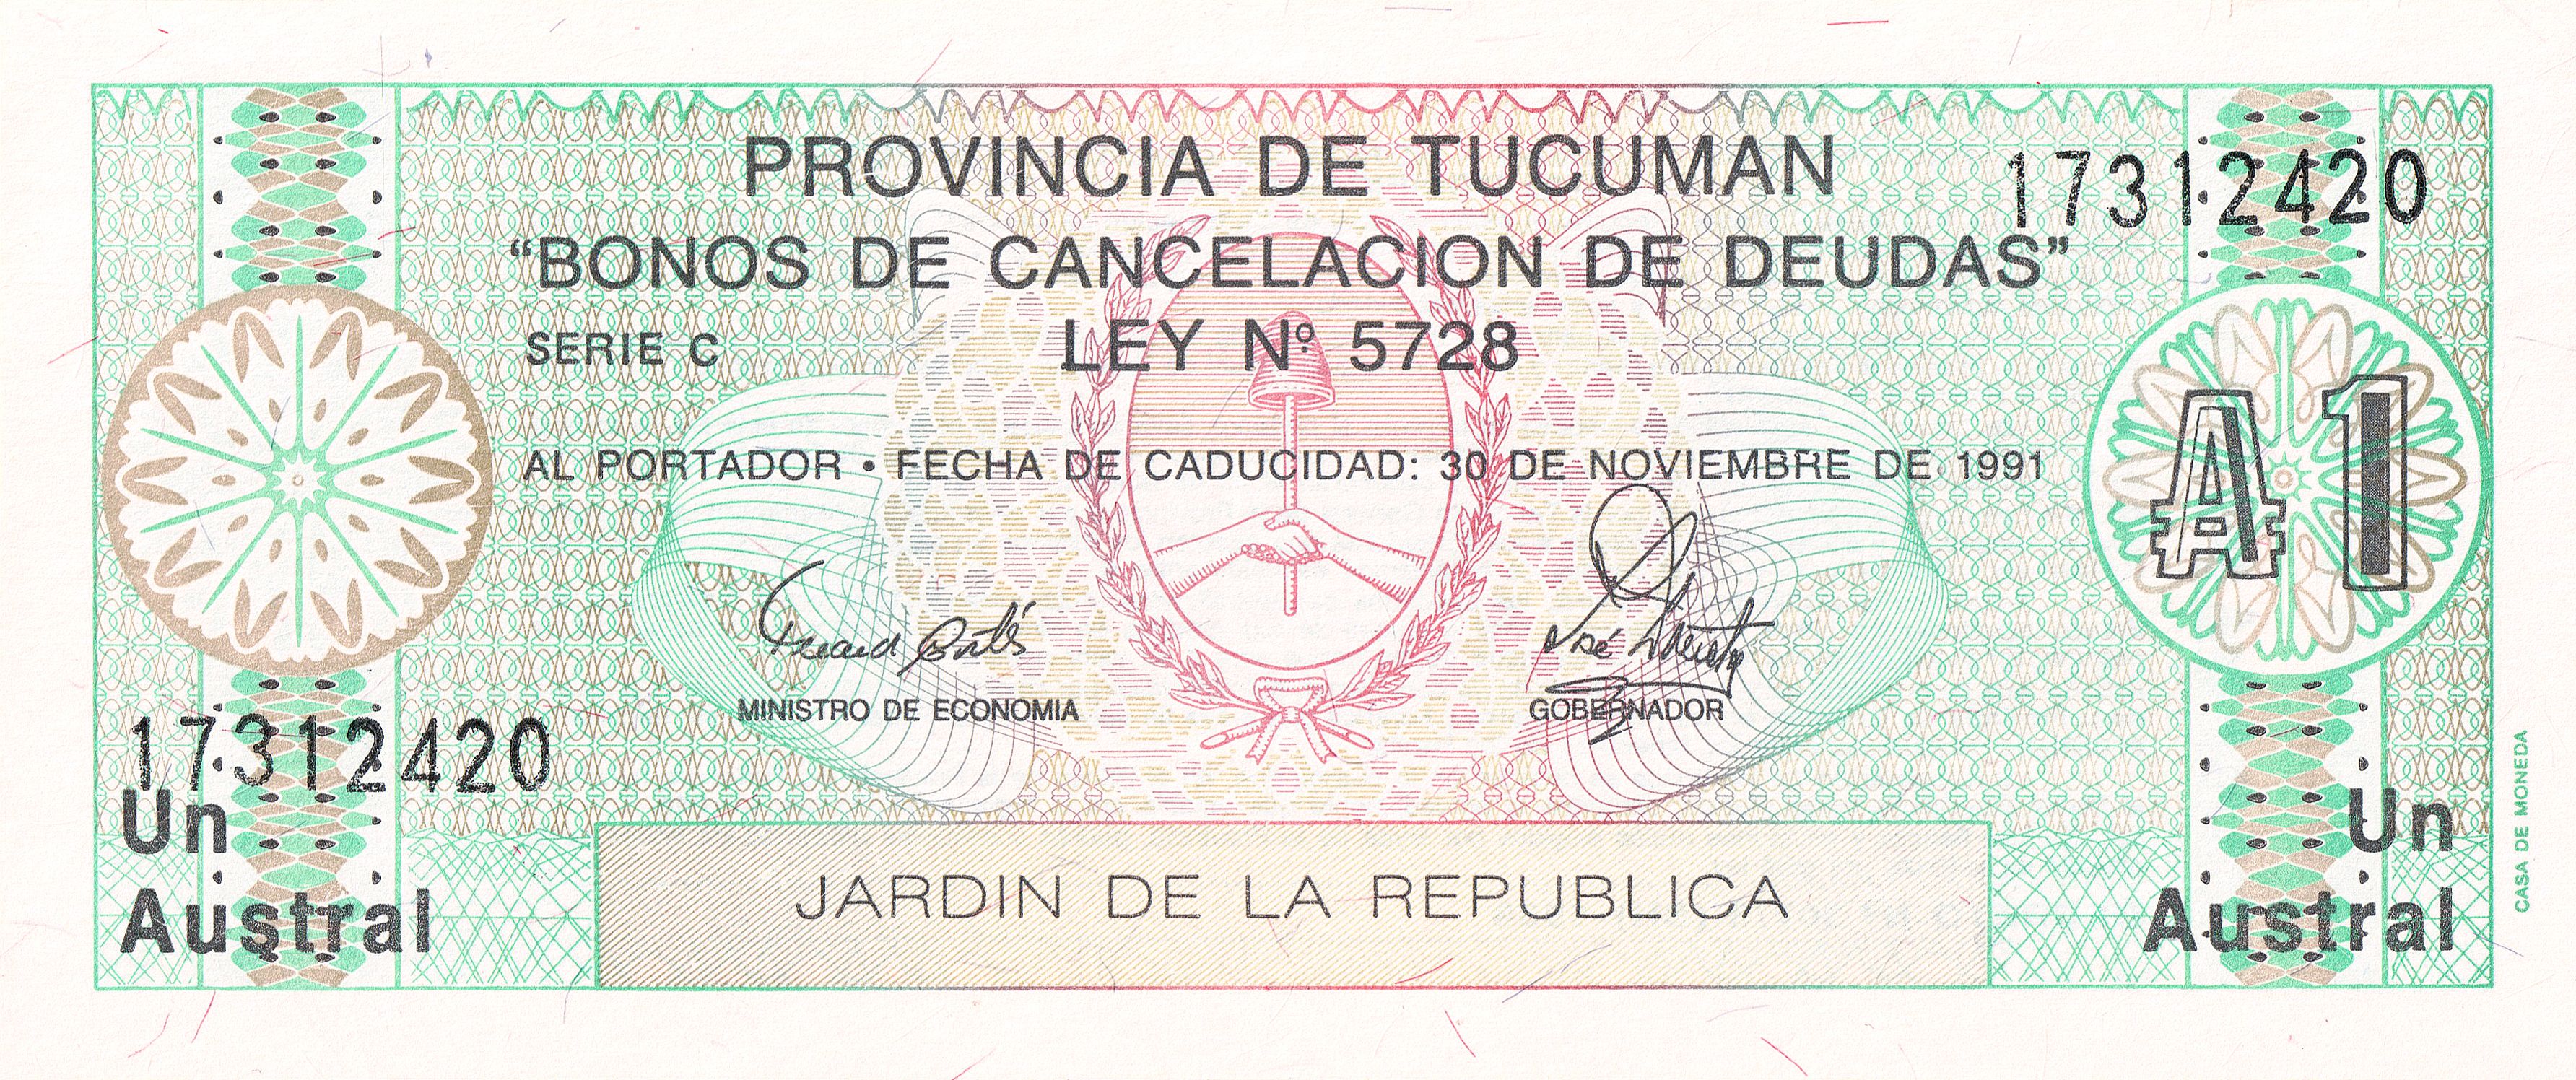 PROVINCIA DE TUCUMAN
17312420
“BONOS DE CANCELACION DE DEUDAS”
SERIE C
LEY Nº 5728
₳1
AL PORTADOR • FECHA DE CADUCIDAD: 30 DE NOVIEMBRE DE 1991
MINISTRO DE ECONOMIA
GOBERNADOR
17312420
Un
Austral
Un
Austral
JARDIN DE LA REPUBLICA
CASA DE MONEDA